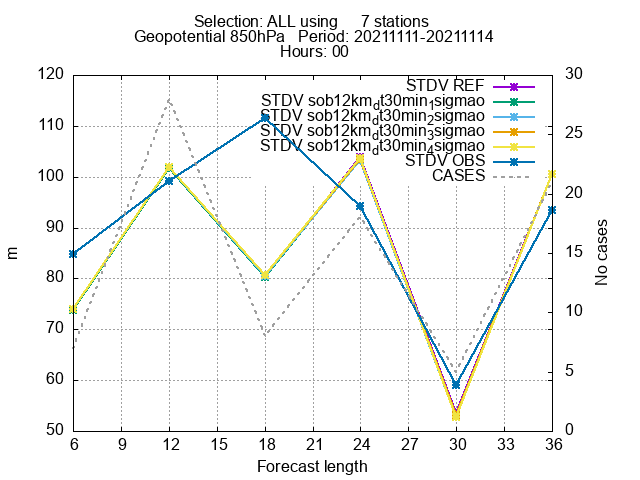 Selection: ALL using 7 stations
Geopotential 850hPa Period: 20211111-20211114
Hours: 00
120
110
100
90
80
70
60
50
30
25
20
15
10
5
0
STDV REF
STDV sob12km_dt30min_1sigmao
STDV sob12km_dt30min_2sigmao
STDV sob12km_dt30min_3sigmao
STDV sob12km_dt30min_4sigmao
STDV OBS
CASES
m
No cases
6 9 12 15 18 21 24 27 30 33 36
Forecast length